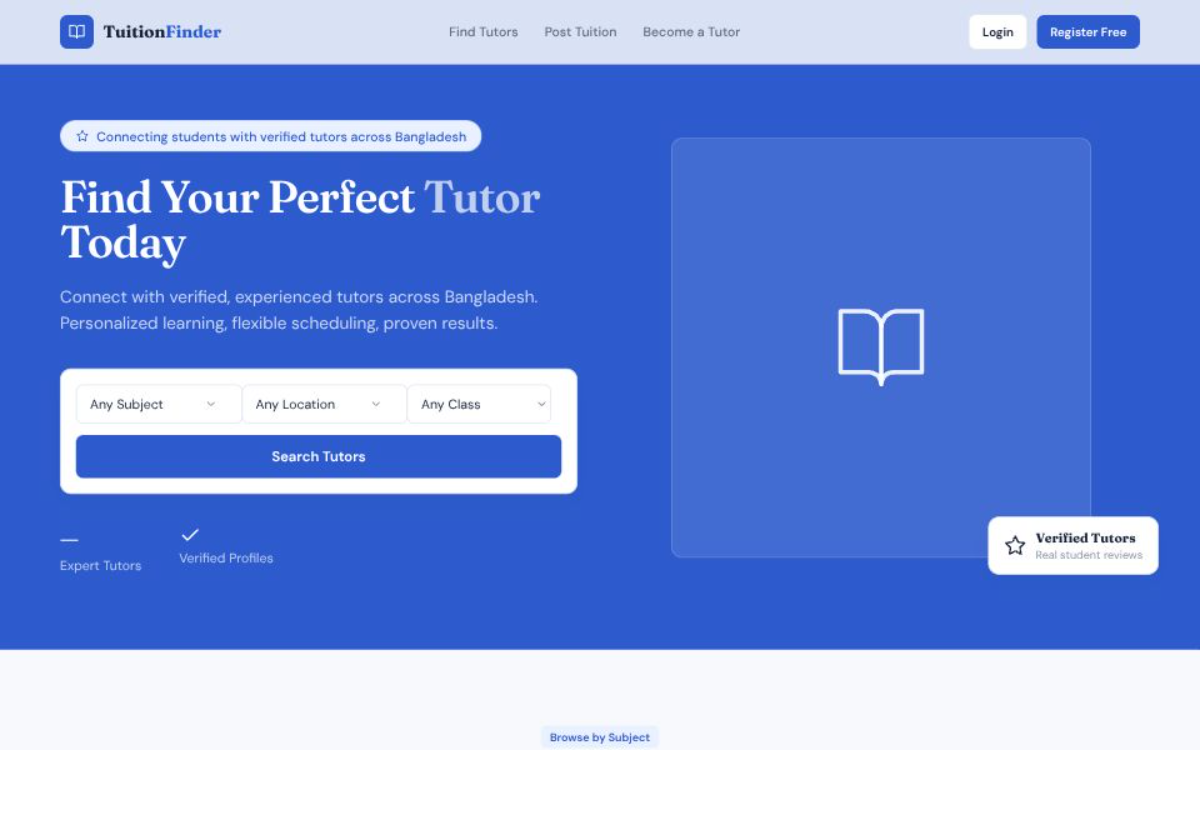 TuitionFinder
Find Tutors
Post Tuition
Become a Tutor
Login
Register Free
Connecting students with verified tutors across Bangladesh
Find Your Perfect Tutor
Today
Connect with verified, experienced tutors across Bangladesh.
Personalized learning, flexible scheduling, proven results.
Any Subject
Any Location
Any Class
Search Tutors
—
Expert Tutors
Verified Profiles
Verified Tutors
Real student reviews
Browse by Subject